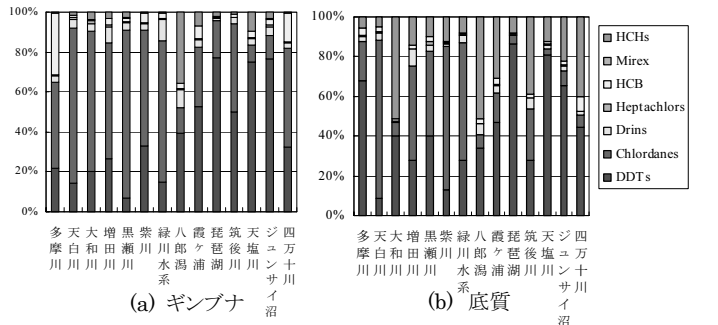 100%
80%
60%
40%
20%
0%
多摩川
天白川
大和川
増田川
黒瀬川
紫川
緑川水系
八郎潟
霞ヶ浦
琵琶湖
筑後川
天塩川
ジュンサイ沼
四万十川
(a) ギンブナ
100%
80%
60%
40%
20%
0%
多摩川
天白川
大和川
増田川
黒瀬川
紫川
緑川水系
八郎潟
霞ヶ浦
琵琶湖
筑後川
天塩川
ジュンサイ沼
四万十川
(b) 底質
HCHs
Mirex
HCB
Heptachlors
Drins
Chlordanes
DDTs